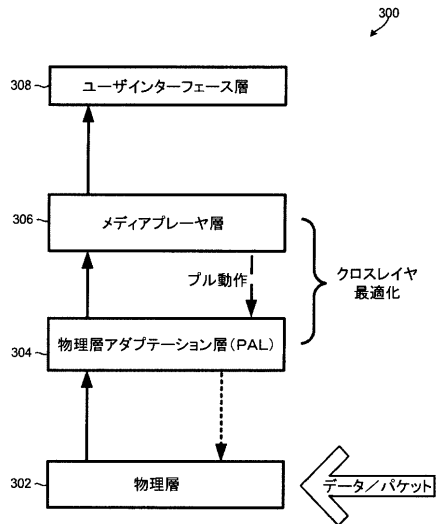 300
308
ユーザインターフェース層
306
メディアプレーヤ層
プル動作
クロスレイヤ
最適化
304
物理層アダプテーション層(PAL)
302
物理層
データ/パケット